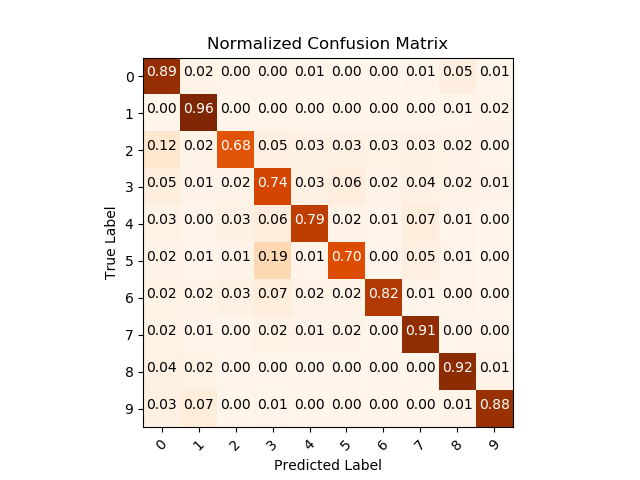 Normalized Confusion Matrix
True Label
0 0.89 0.02 0.00 0.00 0.01 0.00 0.00 0.01 0.05 0.01
1 0.00 0.96 0.00 0.00 0.00 0.00 0.00 0.00 0.01 0.02
2 0.12 0.02 0.68 0.05 0.03 0.03 0.03 0.03 0.02 0.00
3 0.05 0.01 0.02 0.74 0.03 0.06 0.02 0.04 0.02 0.01
4 0.03 0.00 0.03 0.06 0.79 0.02 0.01 0.07 0.01 0.00
5 0.02 0.01 0.01 0.19 0.01 0.70 0.00 0.05 0.01 0.00
6 0.02 0.02 0.03 0.07 0.02 0.02 0.82 0.01 0.00 0.00
7 0.02 0.01 0.00 0.02 0.01 0.02 0.00 0.91 0.00 0.00
8 0.04 0.02 0.00 0.00 0.00 0.00 0.00 0.00 0.92 0.01
9 0.03 0.07 0.00 0.01 0.00 0.00 0.00 0.00 0.01 0.88
0 1 2 3 4 5 6 7 8 9
Predicted Label